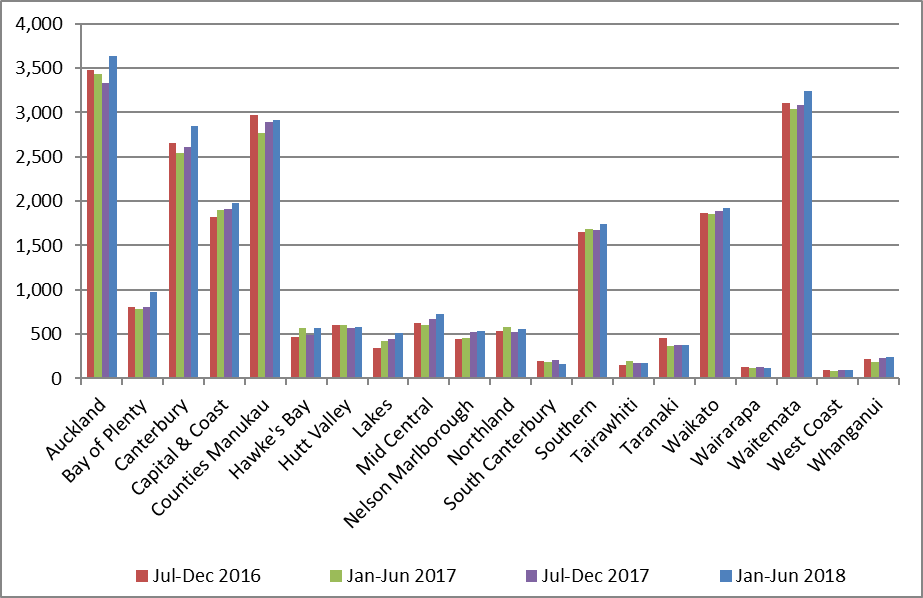 4,000
3,500
3,000
2,500
2,000
1,500
1,000
500
0
Auckland
Bay of Plenty
Canterbury
Capital & Coast
Counties Manukau
Hawke's Bay
Hutt Valley
Lakes
Mid Central
Nelson Marlborough
Northland
South Canterbury
Southern
Tairawhiti
Taranaki
Waikato
Wairarapa
Waitemata
West Coast
Whanganui
Jul-Dec 2016 Jan-Jun 2017 Jul-Dec 2017 Jan-Jun 2018